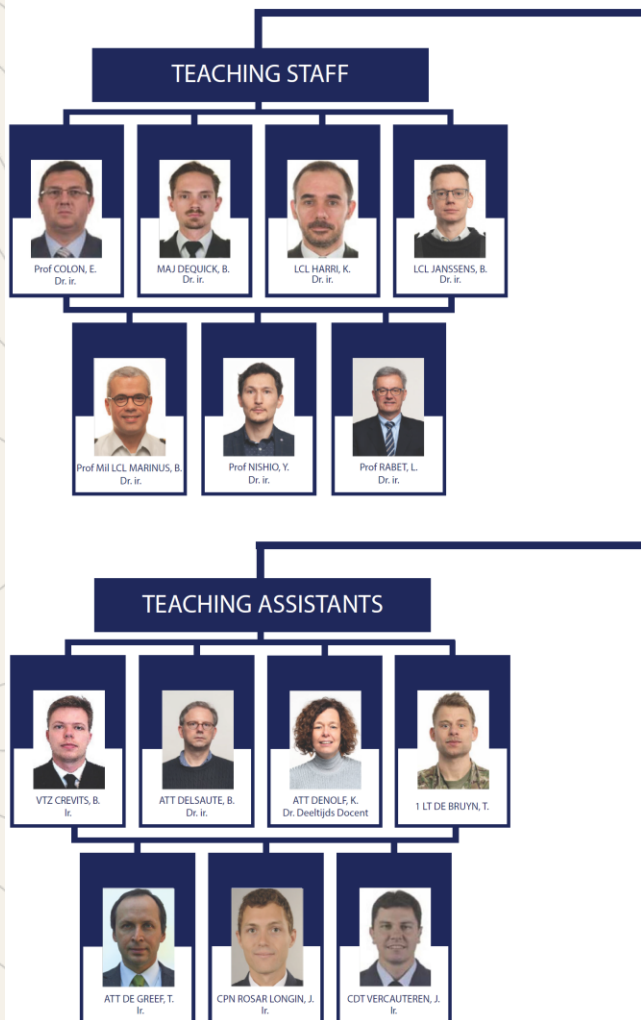 TEACHING STAFF
Prof COLON, E.
Dr. ir.
MAJ DEQUICK, B.
Dr. ir.
LCL HARRI, K.
Dr. ir.
LCL JANSSENS, B.
Dr. ir.
Prof Mil LCL MARINUS, B.
Dr. ir.
Prof NISHIO, Y.
Dr. ir.
Prof RABET, L.
Dr. ir.
TEACHING ASSISTANTS
VTZ CREVITS, B.
Ir.
ATT DELSAUTE, B.
Dr. ir.
ATT DENOLF, K.
Dr. Deeltijds Docent
1 LT DE BRUYN, T.
ATT DE GREEF, T.
Ir.
CPN ROSAR LONGIN, J.
Ir.
CDT VERCAUTEREN, J.
Ir.